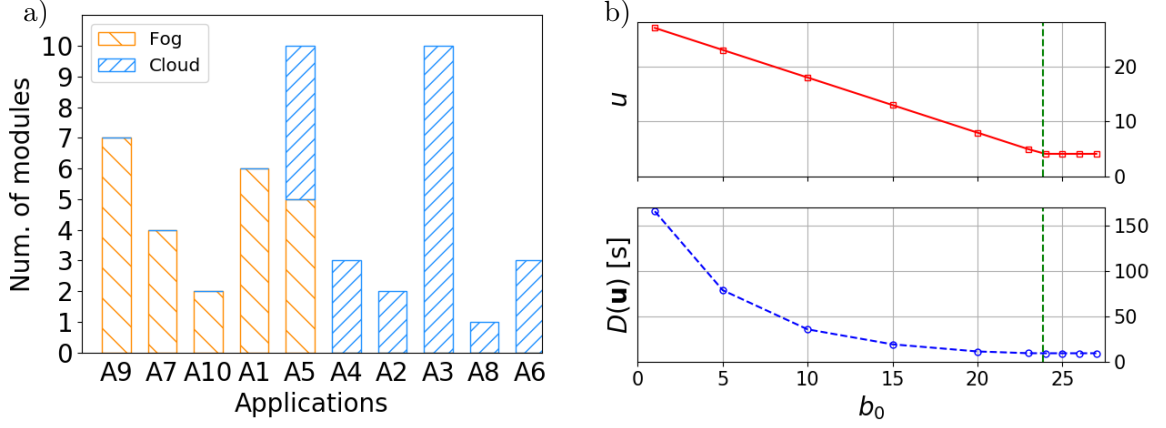 a)
Fog
Cloud
Num. of modules
10
9
8
7
6
5
4
3
2
1
0
A9 A7 A10 A1 A5 A4 A2 A3 A8 A6
Applications
b)
u
20
10
0
D(u) [s]
150
100
50
0
0 5 10 15 20 25
b₀